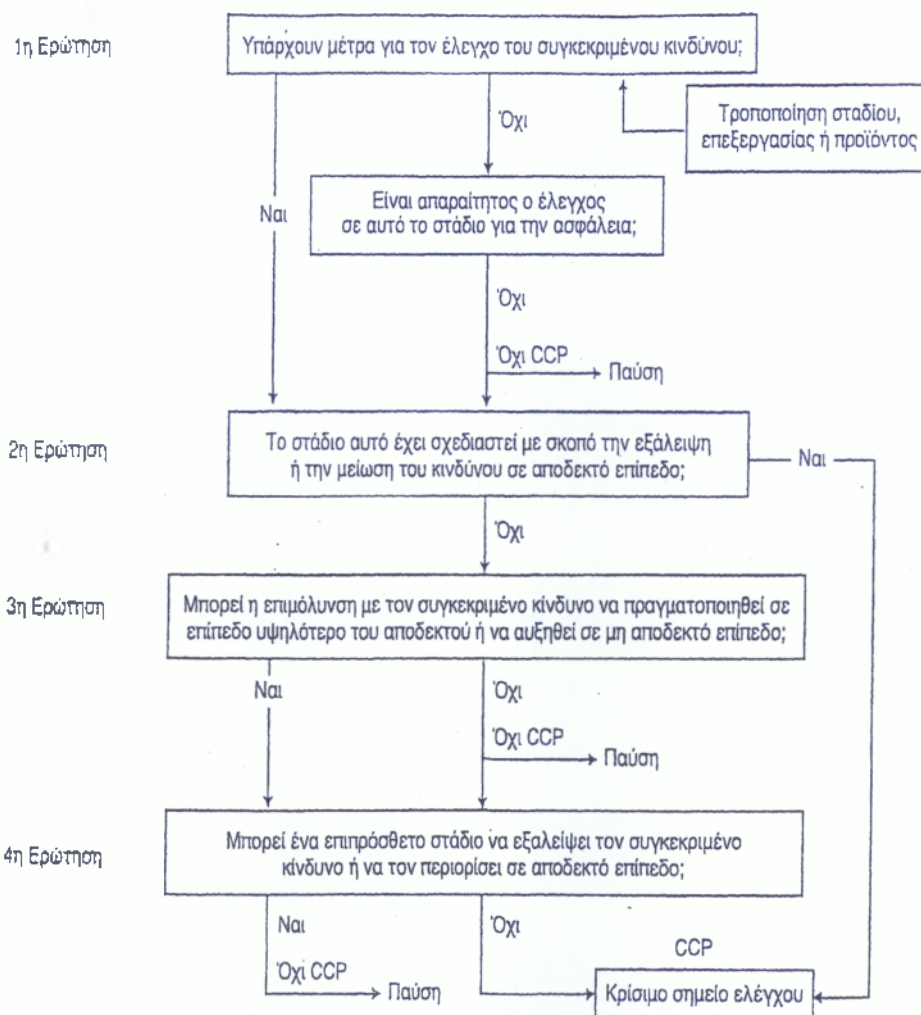 1η Ερώτηση
Υπάρχουν μέτρα για τον έλεγχο του συγκεκριμένου κινδύνου;
Τροποποίηση σταδίου,
επεξεργασίας ή προϊόντος
Όχι
Ναι
Είναι απαραίτητος ο έλεγχος
σε αυτό το στάδιο για την ασφάλεια;
Όχι
Όχι CCP
Παύση
2η Ερώτηση
Το στάδιο αυτό έχει σχεδιαστεί με σκοπό την εξάλειψη
ή την μείωση του κινδύνου σε αποδεκτό επίπεδο;
Ναι
Όχι
3η Ερώτηση
Μπορεί η επιμόλυνση με τον συγκεκριμένο κίνδυνο να πραγματοποιηθεί σε
επίπεδο υψηλότερο του αποδεκτού ή να αυξηθεί σε μη αποδεκτό επίπεδο;
Ναι
Όχι
Όχι CCP
Παύση
4η Ερώτηση
Μπορεί ένα επιπρόσθετο στάδιο να εξαλείψει τον συγκεκριμένο
κίνδυνο ή να τον περιορίσει σε αποδεκτό επίπεδο;
Ναι
Όχι
Όχι CCP
Παύση
CCP
Κρίσιμο σημείο ελέγχου